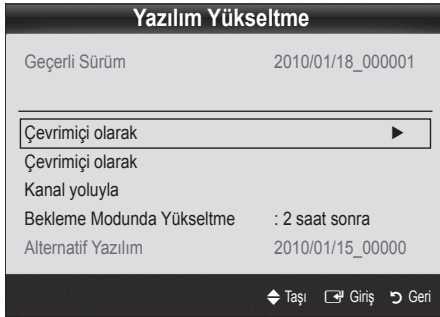 Yazılım Yükseltme
Geçerli Sürüm 2010/01/18_000001
Çevrimiçi olarak ►
Çevrimiçi olarak
Kanal yoluyla
Bekleme Modunda Yükseltme : 2 saat sonra
Alternatif Yazılım 2010/01/15_00000
Taşı Giriş Geri